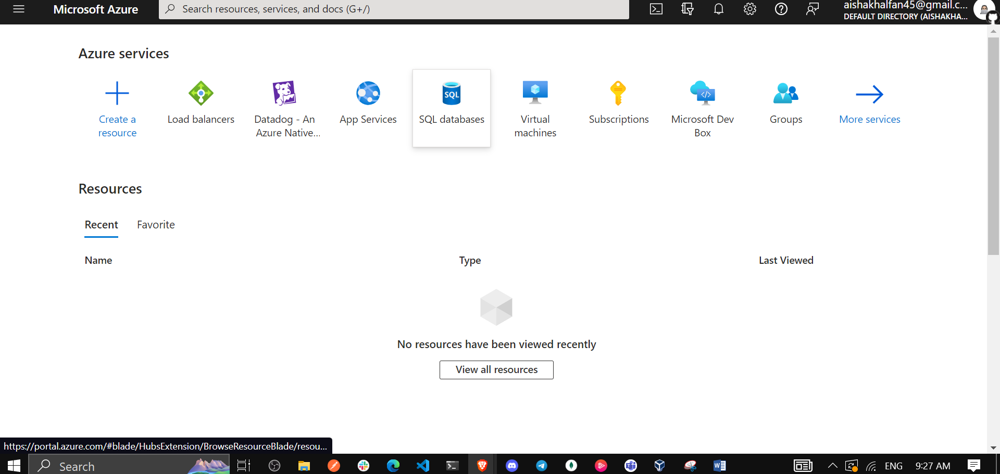 Microsoft Azure
Search resources, services, and docs (G+/)
aishakhalfan45@gmail.c...
DEFAULT DIRECTORY (AISHAKHA...
Azure services
Create a
resource
Load balancers
Datadog - An
Azure Native...
App Services
SQL
SQL databases
Virtual
machines
Subscriptions
Microsoft Dev
Box
Groups
More services
Resources
Recent
Favorite
Name
Type
Last Viewed
No resources have been viewed recently
View all resources
https://portal.azure.com/#blade/HubsExtension/BrowseResourceBlade/resou...
Search
ENG
9:27 AM